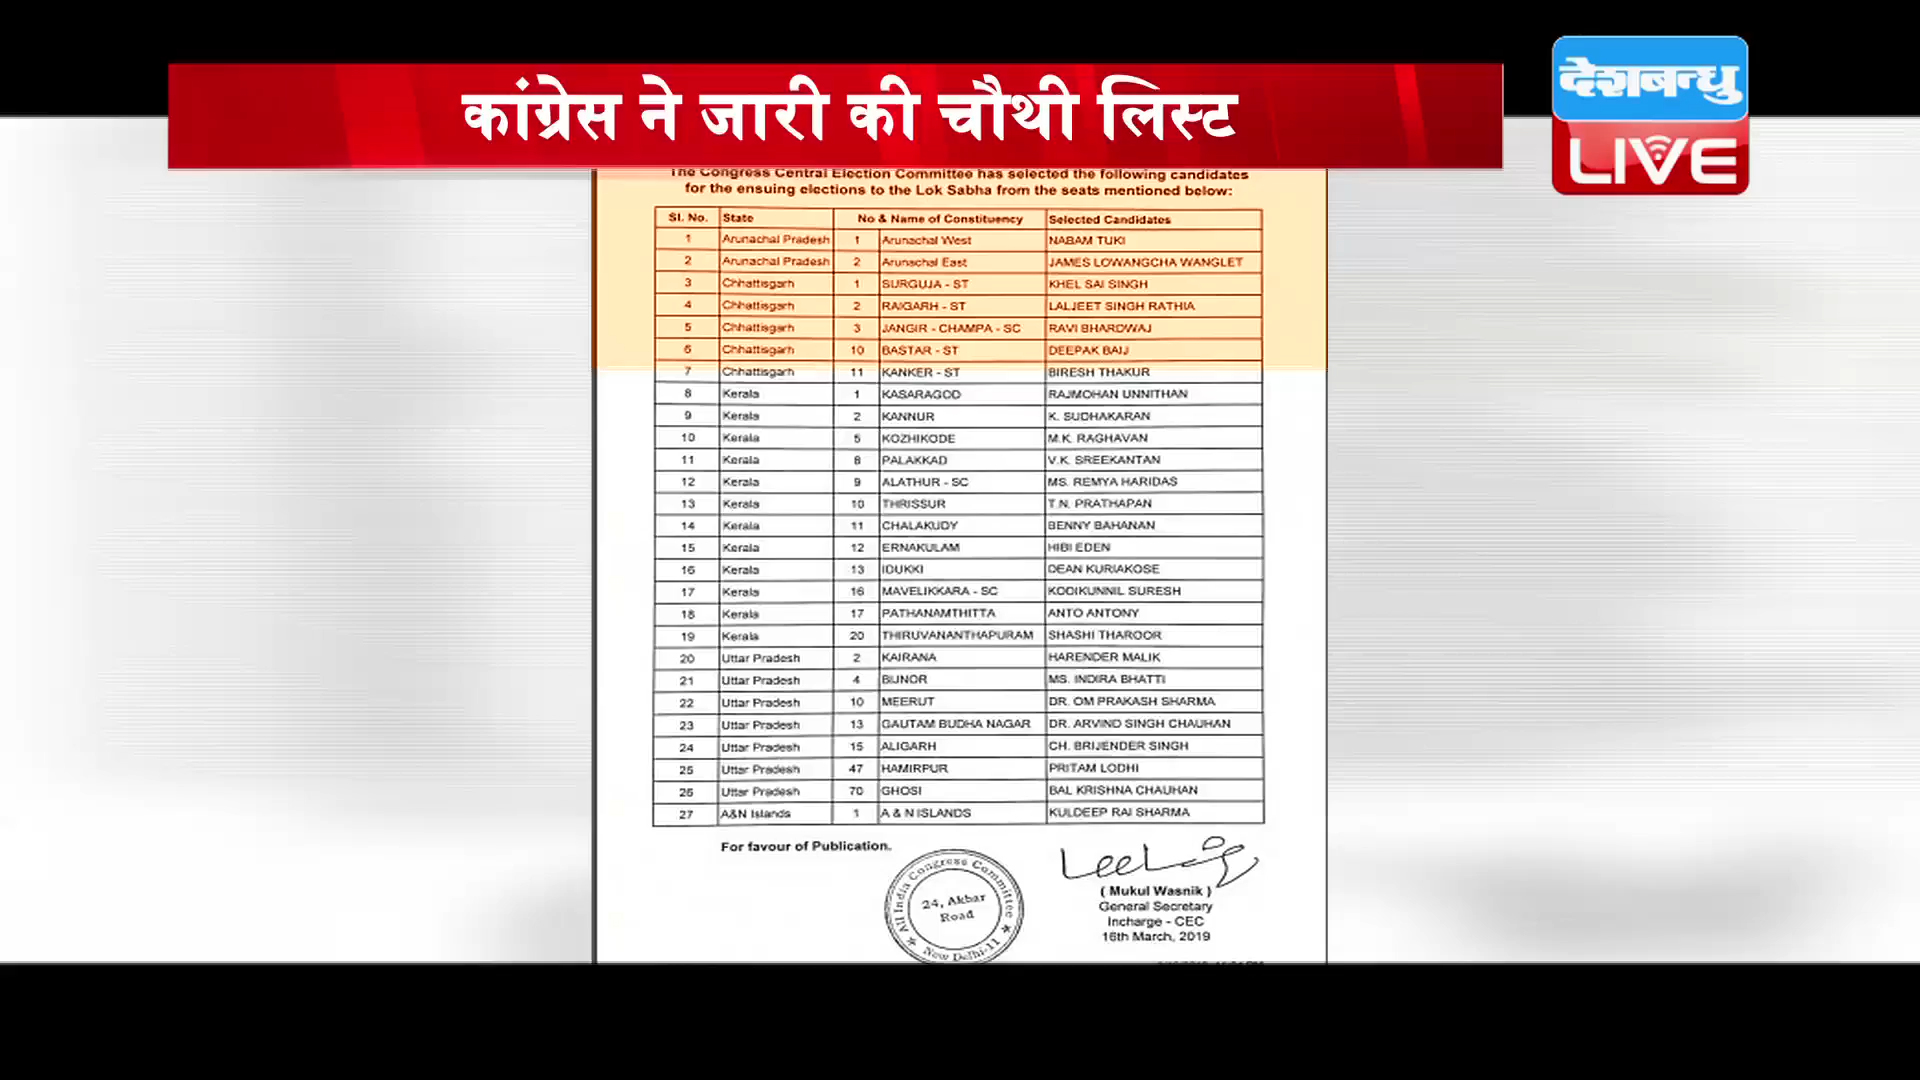 कांग्रेस ने जारी की चौथी लिस्ट
देशबन्धु
LIVE
The Congress Central Election Committee has selected the following candidates
for the ensuing elections to the Lok Sabha from the seats mentioned below:
Sl. No. State No & Name of Constituency Selected Candidates
1 Arunachal Pradesh 1 Arunachal West NABAM TUKI
2 Arunachal Pradesh 2 Arunachal East JAMES LOWANGCHA WANGLET
3 Chhattisgarh 1 SURGUJA - ST KHEL SAI SINGH
4 Chhattisgarh 2 RAIGARH - ST LALJEET SINGH RATHIA
5 Chhattisgarh 3 JANGIR - CHAMPA - SC RAVI BHARDWAJ
6 Chhattisgarh 10 BASTAR - ST DEEPAK BAIJ
7 Chhattisgarh 11 KANKER - ST BIRESH THAKUR
8 Kerala 1 KASARAGOD RAJMOHAN UNNITHAN
9 Kerala 2 KANNUR K. SUDHAKARAN
10 Kerala 5 KOZHIKODE M.K. RAGHAVAN
11 Kerala 8 PALAKKAD V.K. SREEKANTAN
12 Kerala 9 ALATHUR - SC MS. REMYA HARIDAS
13 Kerala 10 THRISSUR T.N. PRATHAPAN
14 Kerala 11 CHALAKUDY BENNY BAHANAN
15 Kerala 12 ERNAKULAM HIBI EDEN
16 Kerala 13 IDUKKI DEAN KURIAKOSE
17 Kerala 16 MAVELIKKARA - SC KODIKUNNIL SURESH
18 Kerala 17 PATHANAMTHITTA ANTO ANTONY
19 Kerala 20 THIRUVANANTHAPURAM SHASHI THAROOR
20 Uttar Pradesh 2 KAIRANA HARENDER MALIK
21 Uttar Pradesh 4 BIJNOR MS. INDIRA BHATTI
22 Uttar Pradesh 10 MEERUT DR. OM PRAKASH SHARMA
23 Uttar Pradesh 13 GAUTAM BUDHA NAGAR DR. ARVIND SINGH CHAUHAN
24 Uttar Pradesh 15 ALIGARH CH. BRIJENDER SINGH
25 Uttar Pradesh 47 HAMIRPUR PRITAM LODHI
26 Uttar Pradesh 70 GHOSI BAL KRISHNA CHAUHAN
27 A&N Islands 1 A & N ISLANDS KULDEEP RAI SHARMA
For favour of Publication.
All India Congress Committee
24, Akbar
Road
New Delhi-11
( Mukul Wasnik )
General Secretary
Incharge - CEC
16th March, 2019